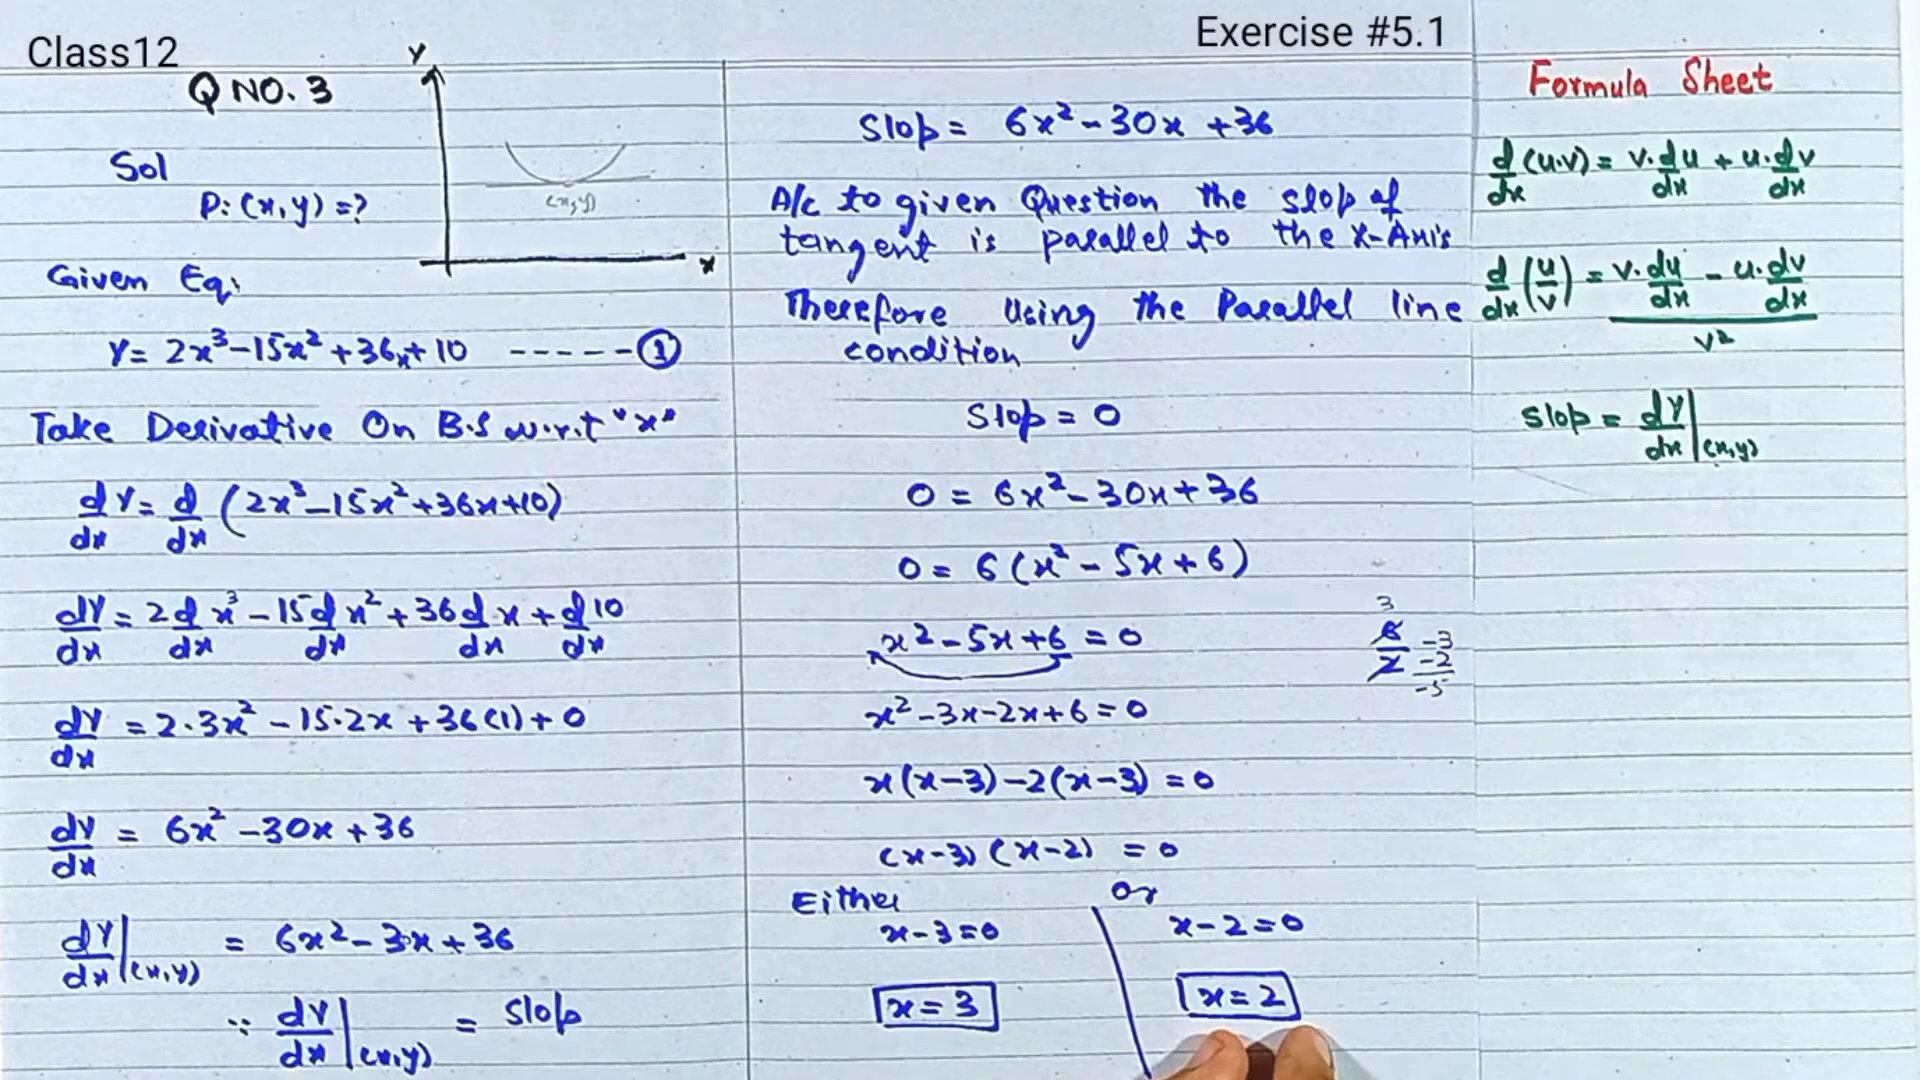 Class12
Exercise #5.1
Q NO. 3
Y
Sol
P: (x, y) = ?
(x,y)
x
Given Eq:
Y = 2x³ - 15x² + 36x + 10 ------ ①
Take Derivative On B.S w.r.t "x"
d/dx Y = d/dx (2x³ - 15x² + 36x + 10)
dY/dx = 2 d/dx x³ - 15 d/dx x² + 36 d/dx x + d/dx 10
dY/dx = 2·3x² - 15·2x + 36(1) + 0
dY/dx = 6x² - 30x + 36
dY/dx|(x,y) = 6x² - 30x + 36
∵ dY/dx|(x,y) = Slop
Slop = 6x² - 30x + 36
A/c to given Question the slop of
tangent is parallel to the X-Axis
Therefore Using the Parallel line
condition
Slop = 0
0 = 6x² - 30x + 36
0 = 6(x² - 5x + 6)
x² - 5x + 6 = 0
3
6 -3
2 -2
-5
x² - 3x - 2x + 6 = 0
x(x-3) - 2(x-3) = 0
(x-3) (x-2) = 0
Either
x - 3 = 0
x = 3
Or
x - 2 = 0
x = 2
Formula Sheet
d/dx (u.v) = v. du/dx + u. dv/dx
d/dx (u/v) = (v. du/dx - u. dv/dx)/v²
Slop = dY/dx|(x,y)